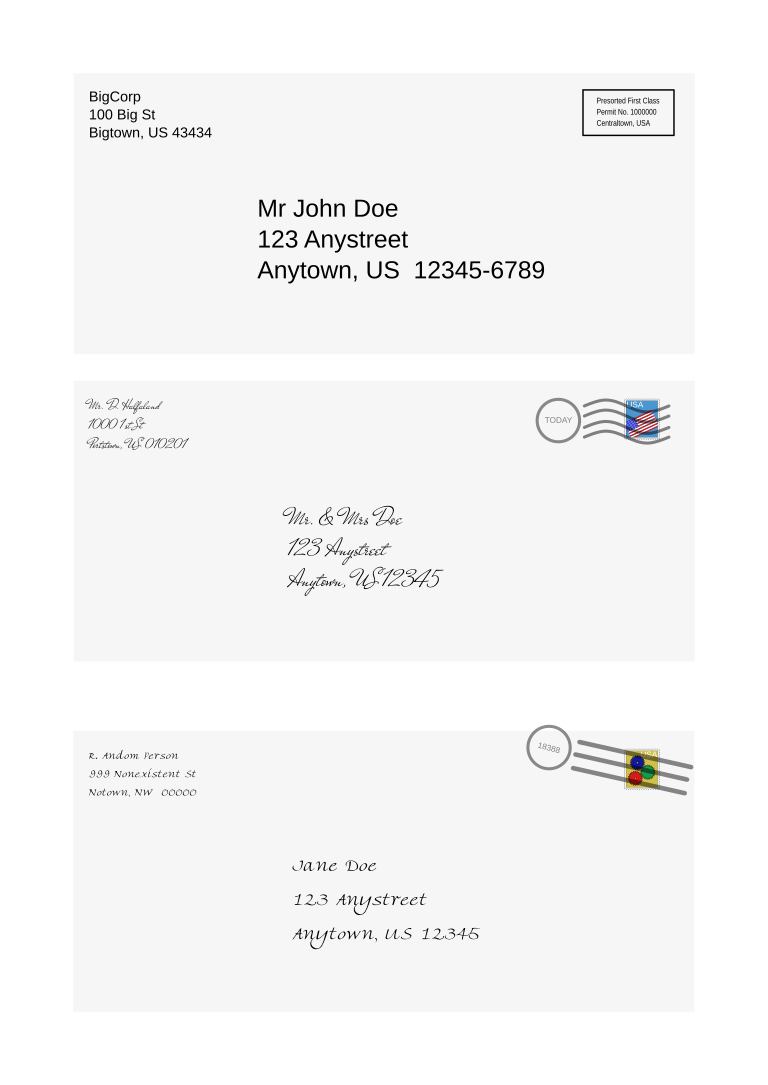 BigCorp
100 Big St
Bigtown, US 43434
Presorted First Class
Permit No. 1000000
Centraltown, USA
Mr John Doe
123 Anystreet
Anytown, US 12345-6789
Mr. D. Halfaland
1000 1st St
Portstown, US 010201
TODAY
USA
Mr. & Mrs Doe
123 Anystreet
Anytown, US 12345
R. Andom Person
999 Nonexistent St
Notown, NW 00000
18388
USA
Jane Doe
123 Anystreet
Anytown, US 12345